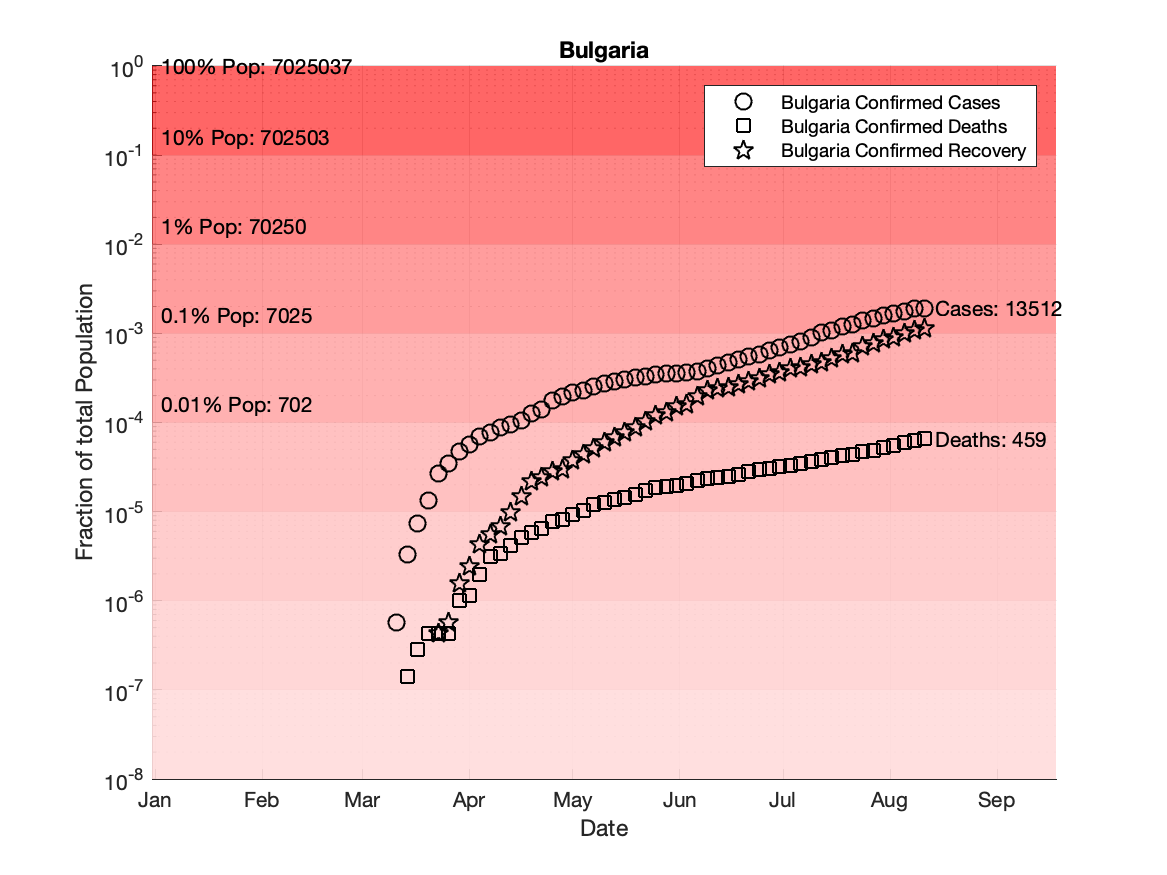 Bulgaria
10^0
100% Pop: 7025037
Bulgaria Confirmed Cases
Bulgaria Confirmed Deaths
Bulgaria Confirmed Recovery
10% Pop: 702503
10^-1
1% Pop: 70250
10^-2
0.1% Pop: 7025
Cases: 13512
10^-3
0.01% Pop: 702
10^-4
Deaths: 459
10^-5
10^-6
10^-7
10^-8
Fraction of total Population
Jan Feb Mar Apr May Jun Jul Aug Sep
Date